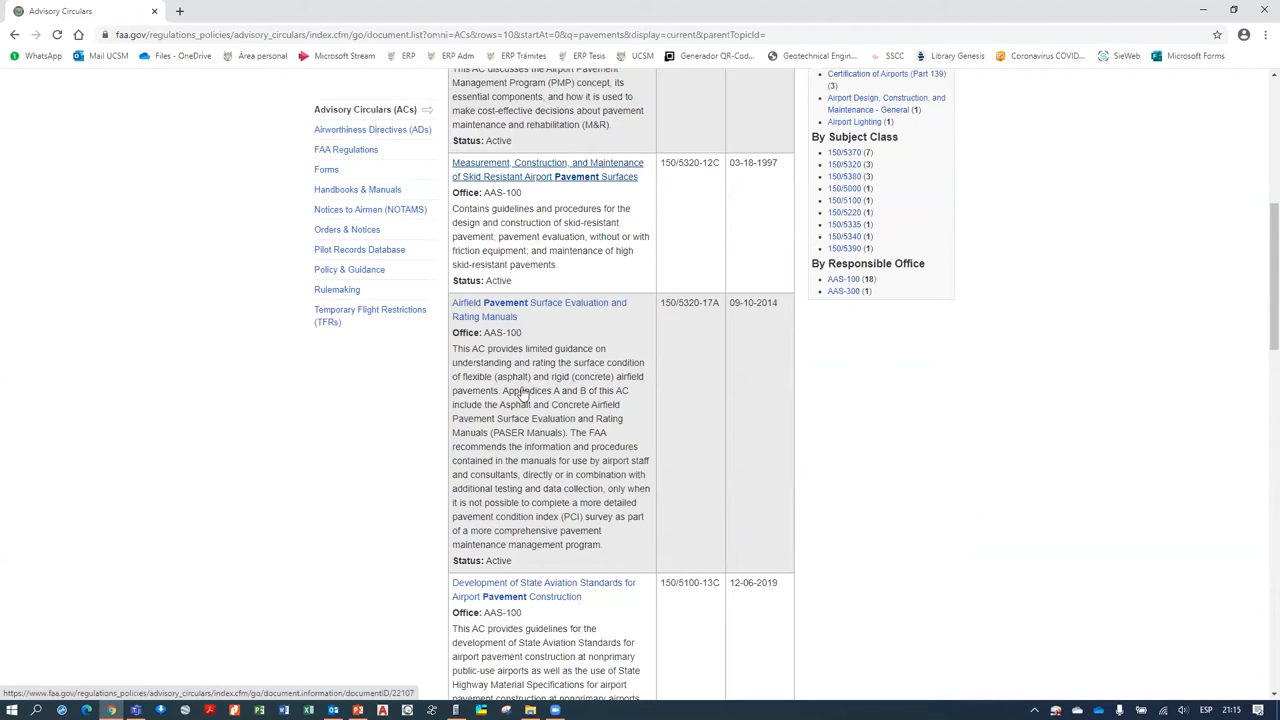 Advisory Circulars
faa.gov/regulations_policies/advisory_circulars/index.cfm/go/document.list?omni=ACs&rows=10&startAt=0&q=pavements&display=current&parentTopicId=
WhatsApp
Mail UCSM
Files - OneDrive
Área personal
Microsoft Stream
ERP
ERP Adm
ERP Trámites
ERP Tesis
UCSM
Generador QR-Cod...
Geotechnical Engin...
SSCC
Library Genesis
Coronavirus COVID...
SieWeb
Microsoft Forms
Advisory Circulars (ACs)
Airworthiness Directives (ADs)
FAA Regulations
Forms
Handbooks & Manuals
Notices to Airmen (NOTAMS)
Orders & Notices
Pilot Records Database
Policy & Guidance
Rulemaking
Temporary Flight Restrictions
(TFRs)
This AC discusses the Airport Pavement
Management Program (PMP) concept, its
essential components, and how it is used to
make cost-effective decisions about pavement
maintenance and rehabilitation (M&R).
Status: Active
Measurement, Construction, and Maintenance
of Skid Resistant Airport Pavement Surfaces
150/5320-12C
03-18-1997
Office: AAS-100
Contains guidelines and procedures for the
design and construction of skid-resistant
pavement; pavement evaluation, without or with
friction equipment; and maintenance of high
skid-resistant pavements.
Status: Active
Airfield Pavement Surface Evaluation and
Rating Manuals
150/5320-17A
09-10-2014
Office: AAS-100
This AC provides limited guidance on
understanding and rating the surface condition
of flexible (asphalt) and rigid (concrete) airfield
pavements. Appendices A and B of this AC
include the Asphalt and Concrete Airfield
Pavement Surface Evaluation and Rating
Manuals (PASER Manuals). The FAA
recommends the information and procedures
contained in the manuals for use by airport staff
and consultants, directly or in combination with
additional testing and data collection, only when
it is not possible to complete a more detailed
pavement condition index (PCI) survey as part
of a more comprehensive pavement
maintenance management program.
Status: Active
Development of State Aviation Standards for
Airport Pavement Construction
150/5100-13C
12-06-2019
Office: AAS-100
This AC provides guidelines for the
development of State Aviation Standards for
airport pavement construction at nonprimary
public-use airports as well as the use of State
Highway Material Specifications for airport
pavement construction at nonprimary airports
Certification of Airports (Part 139)
(3)
Airport Design, Construction, and
Maintenance - General (1)
Airport Lighting (1)
By Subject Class
150/5370 (7)
150/5320 (3)
150/5380 (3)
150/5000 (1)
150/5100 (1)
150/5220 (1)
150/5335 (1)
150/5340 (1)
150/5390 (1)
By Responsible Office
AAS-100 (18)
AAS-300 (1)
https://www.faa.gov/regulations_policies/advisory_circulars/index.cfm/go/document.information/documentID/22107
ESP
21:15